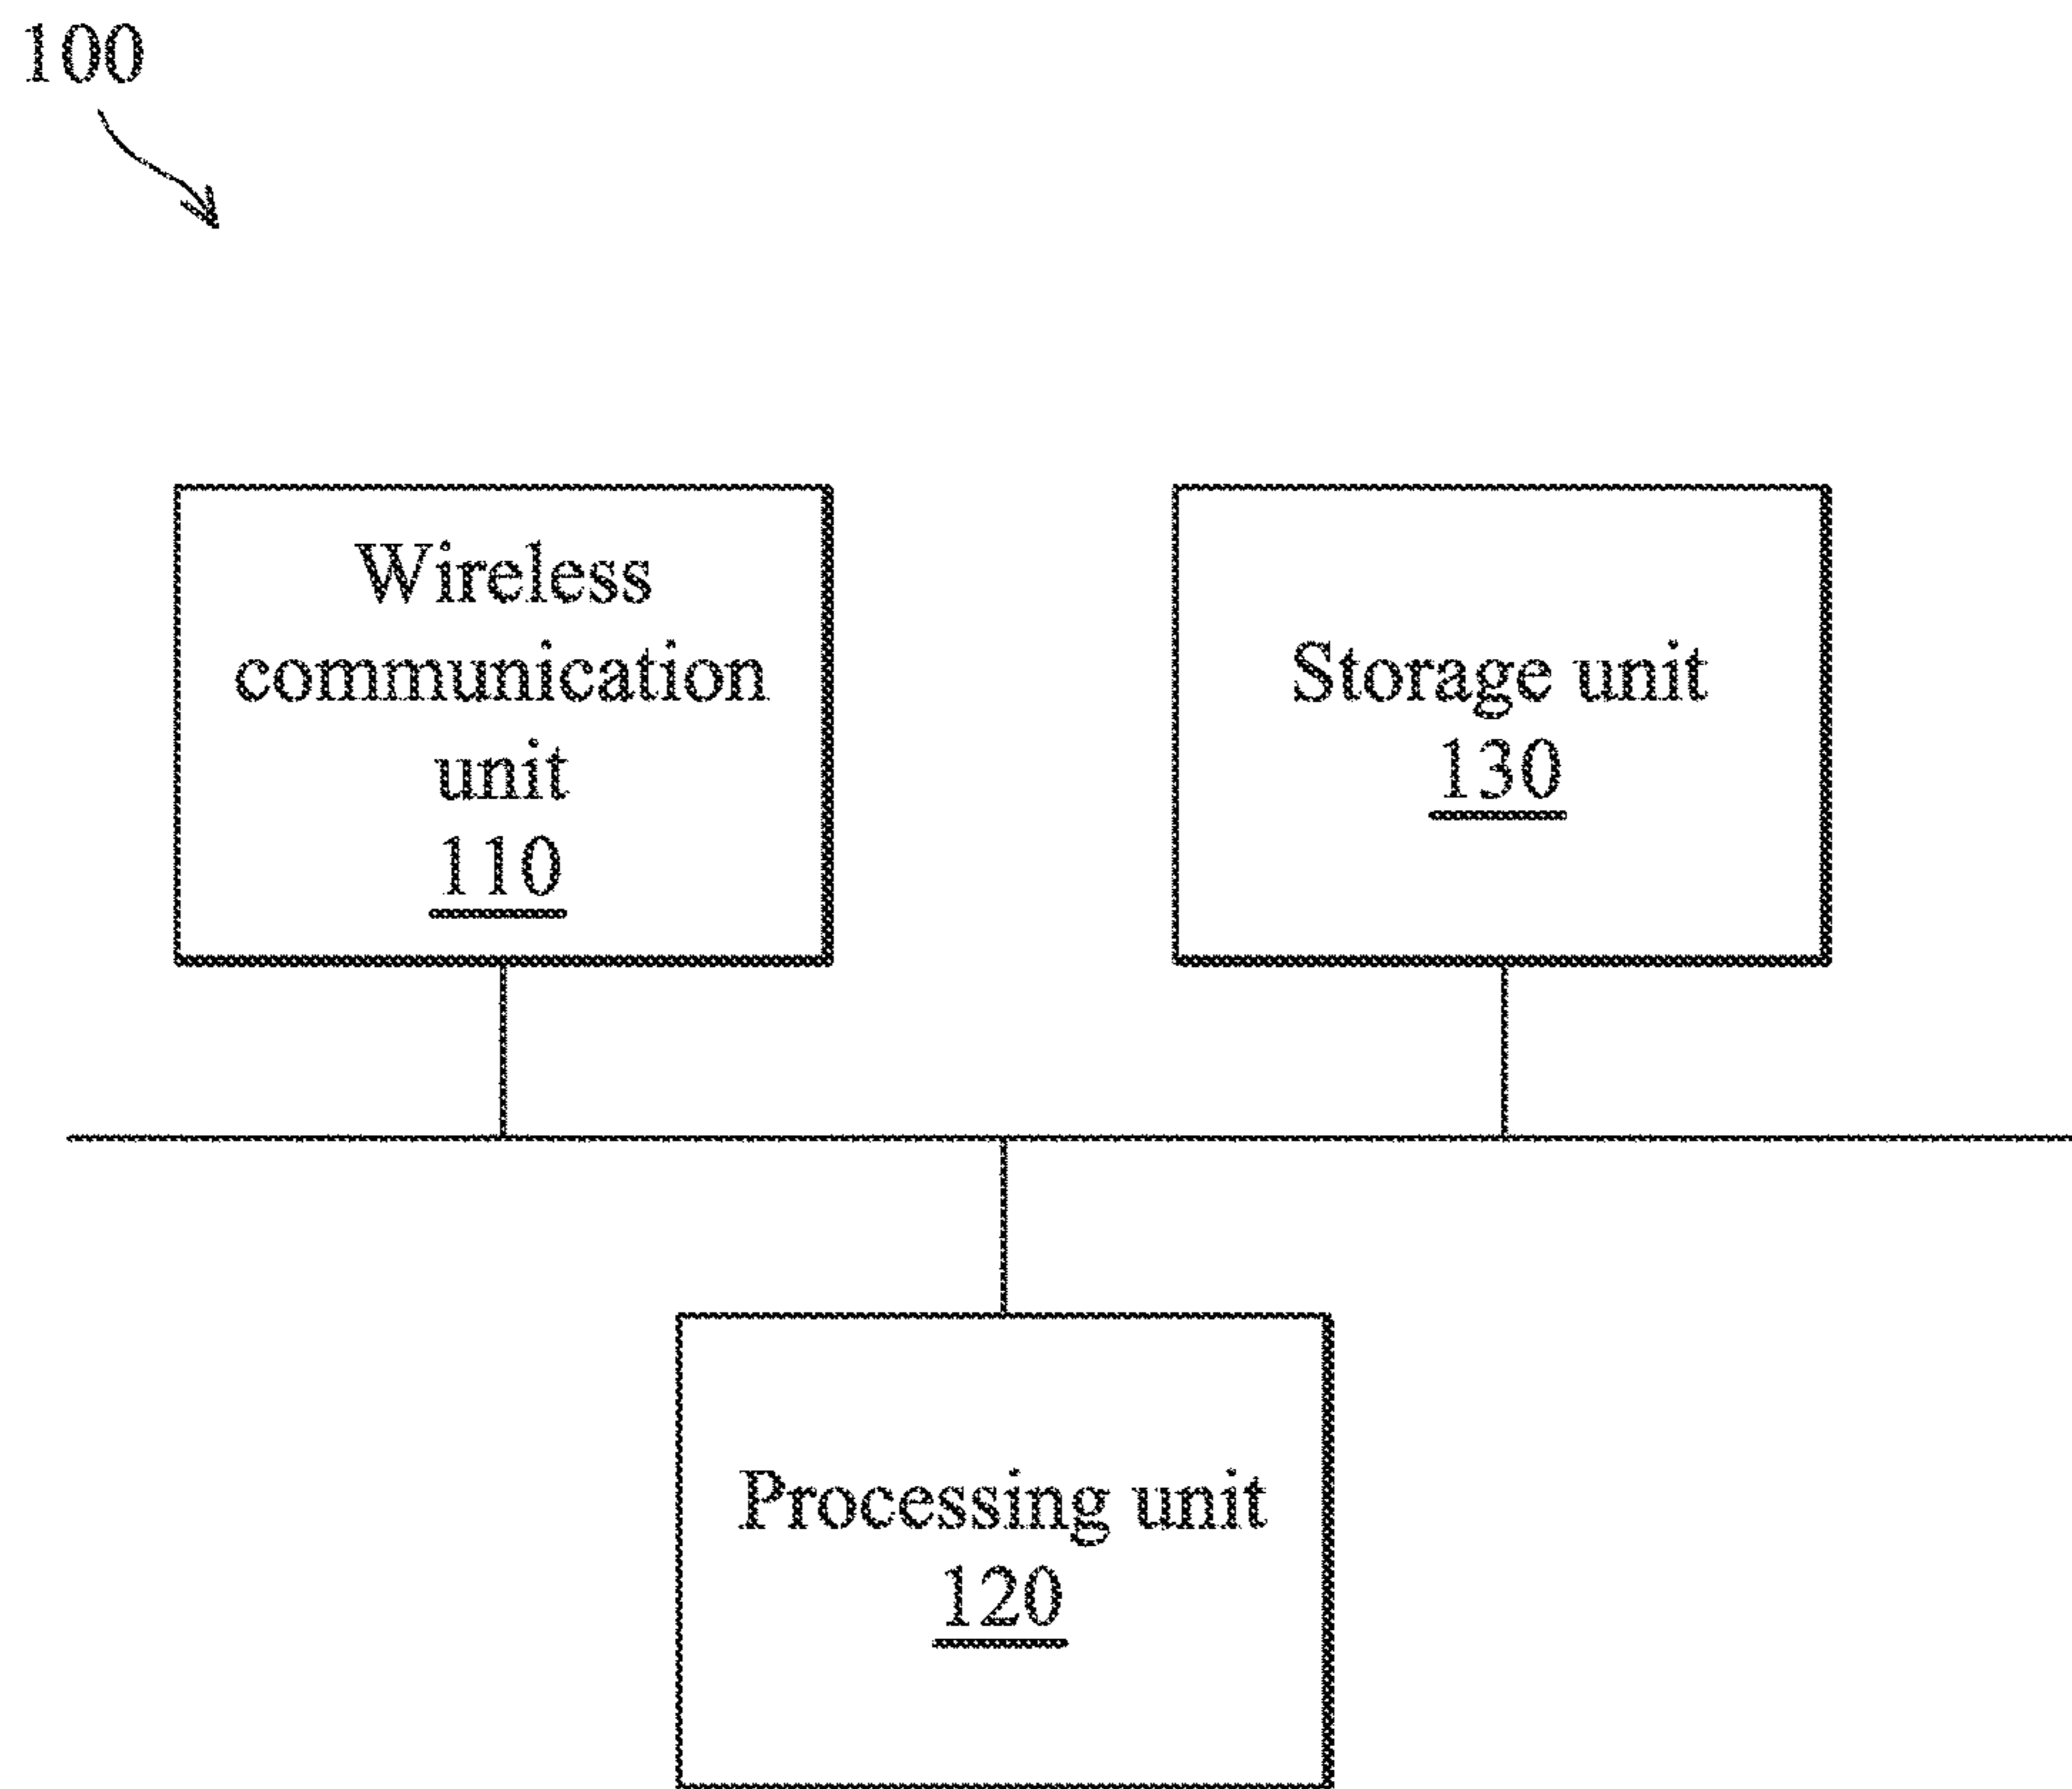 100
Wireless
communication
unit
110
Storage unit
130
Processing unit
120